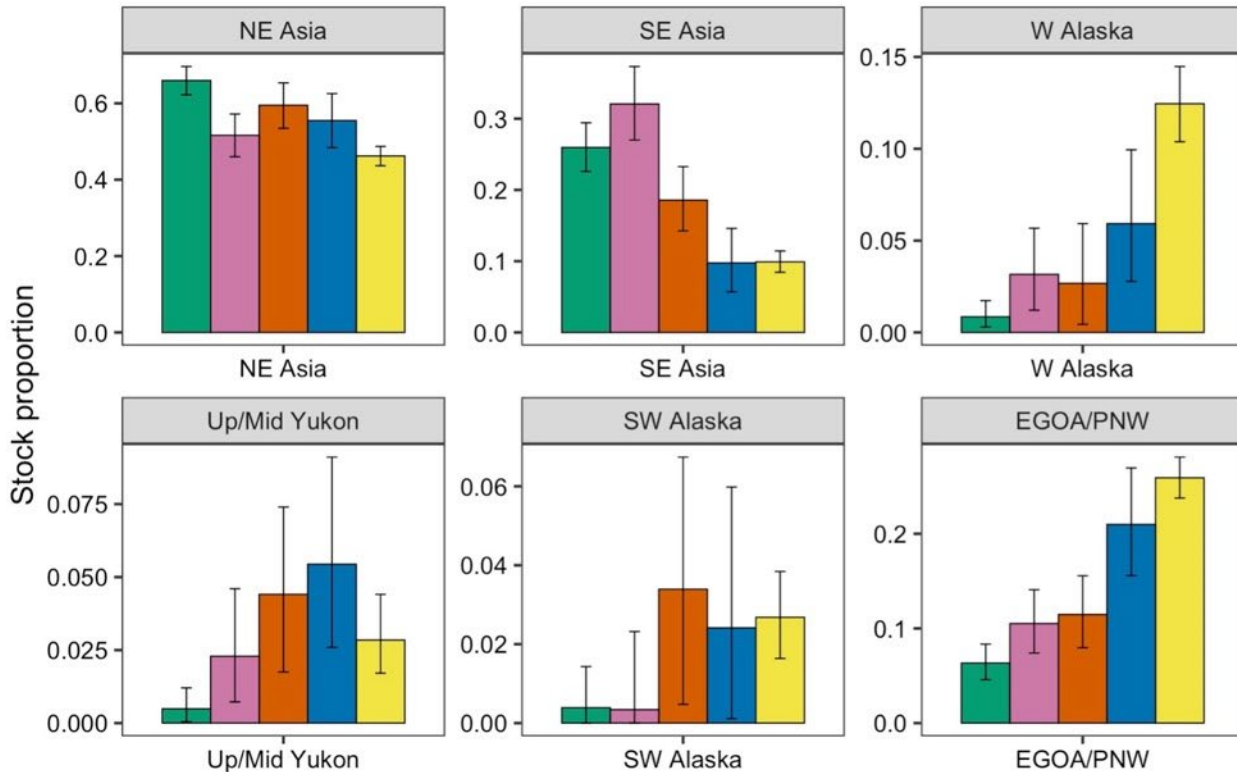 NE Asia
SE Asia
W Alaska
0.6
0.4
0.2
0.0
0.3
0.2
0.1
0.0
0.15
0.10
0.05
0.00
NE Asia
SE Asia
W Alaska
Stock proportion
Up/Mid Yukon
SW Alaska
EGOA/PNW
0.075
0.050
0.025
0.000
0.06
0.04
0.02
0.00
0.2
0.1
0.0
Up/Mid Yukon
SW Alaska
EGOA/PNW